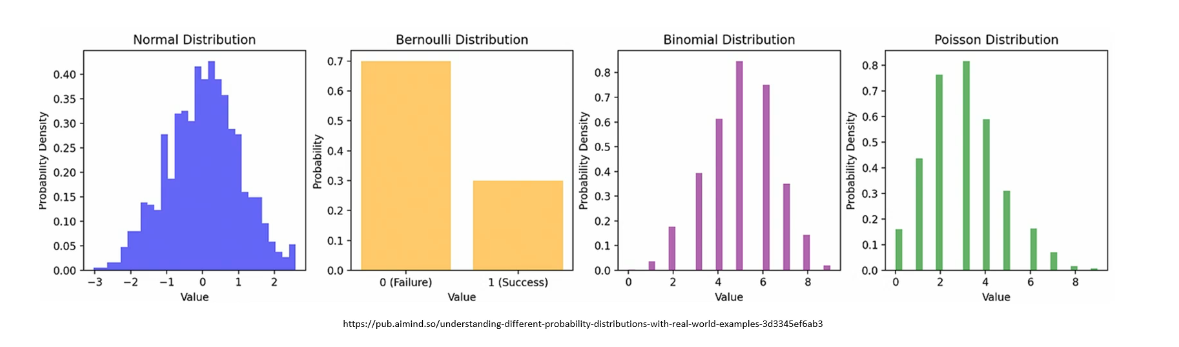 Normal Distribution
Probability Density
0.40
0.35
0.30
0.25
0.20
0.15
0.10
0.05
0.00
−3 −2 −1 0 1 2
Value
Bernoulli Distribution
Probability
0.7
0.6
0.5
0.4
0.3
0.2
0.1
0.0
0 (Failure) 1 (Success)
Value
Binomial Distribution
Probability Density
0.8
0.7
0.6
0.5
0.4
0.3
0.2
0.1
0.0
0 2 4 6 8
Value
Poisson Distribution
Probability Density
0.8
0.7
0.6
0.5
0.4
0.3
0.2
0.1
0.0
0 2 4 6 8
Value
https://pub.aimind.so/understanding-different-probability-distributions-with-real-world-examples-3d3345ef6ab3